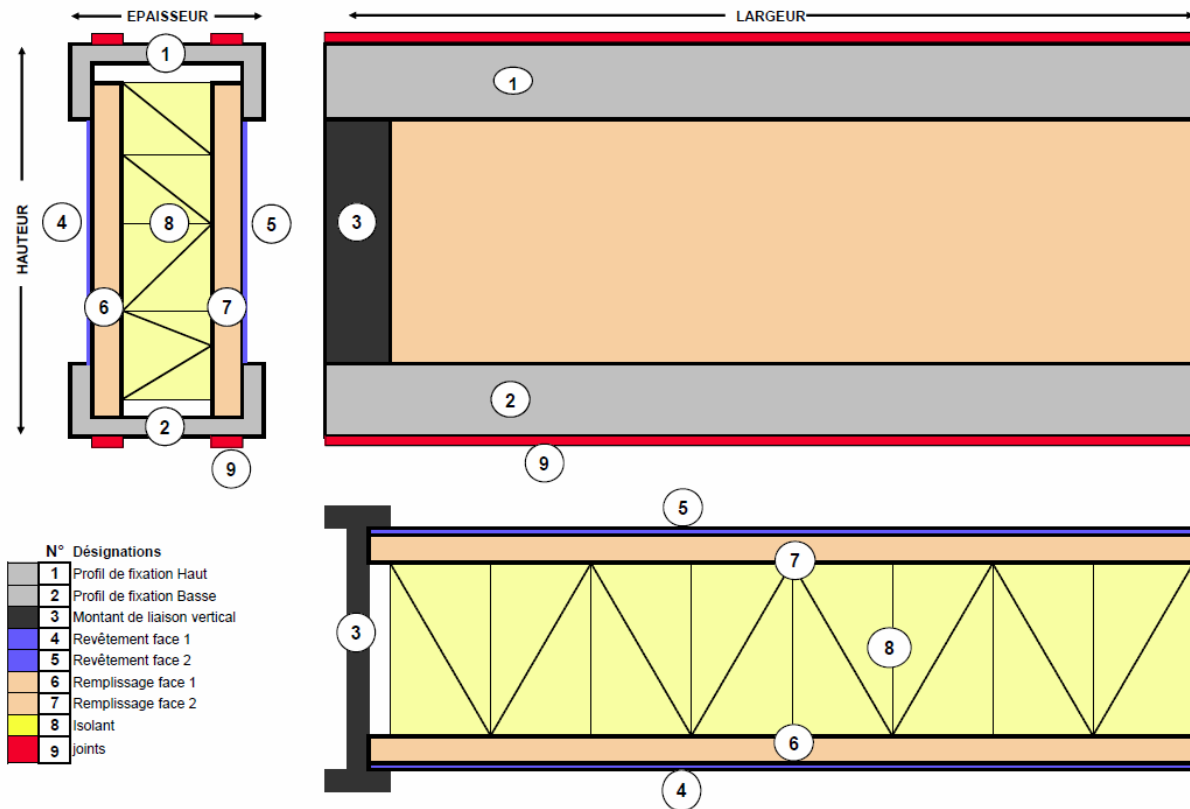 EPAISSEUR
LARGEUR
HAUTEUR
1
1
4
8
5
3
6
7
2
2
9
9
5
7
3
8
6
4
N° Désignations
1 Profil de fixation Haut
2 Profil de fixation Basse
3 Montant de liaison vertical
4 Revêtement face 1
5 Revêtement face 2
6 Remplissage face 1
7 Remplissage face 2
8 Isolant
9 joints